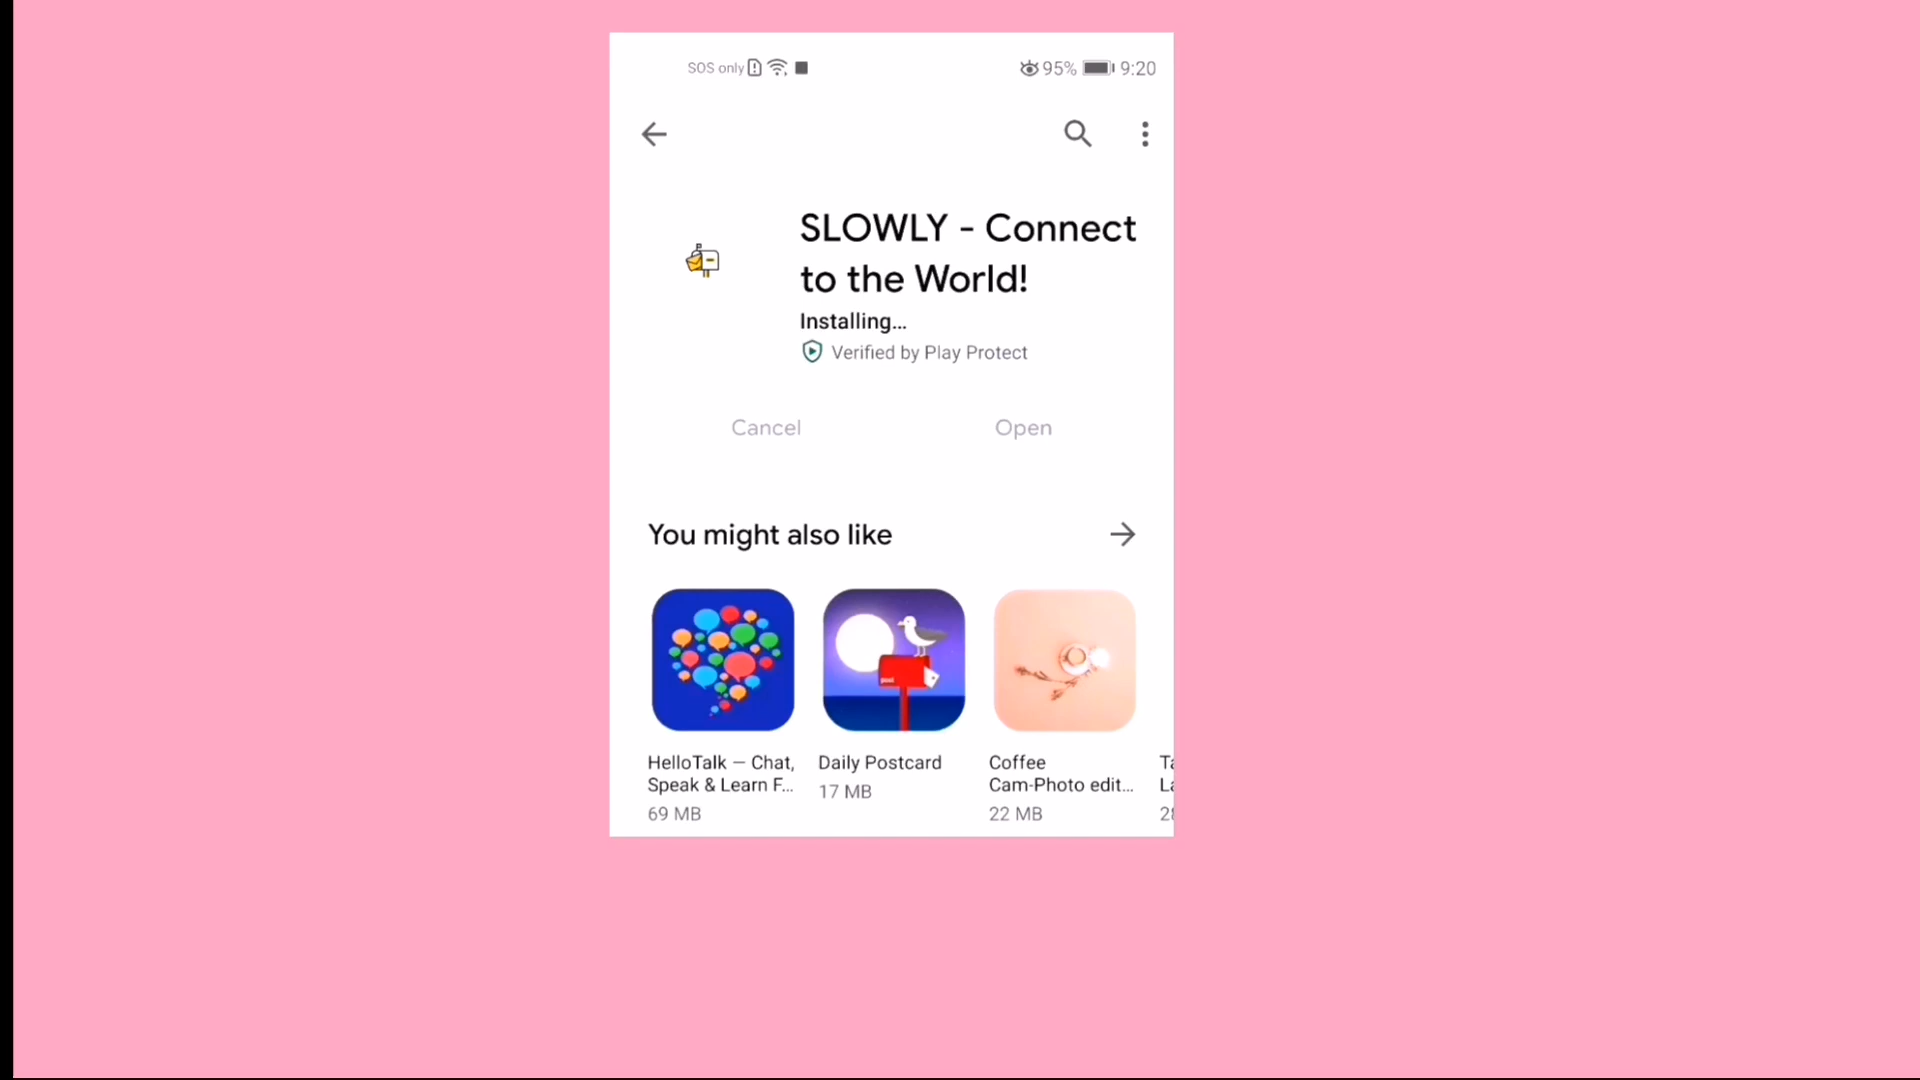 SOS only 95% 9:20
SLOWLY - Connect
to the World!
Installing...
Verified by Play Protect
Cancel Open
You might also like
HelloTalk — Chat,
Speak & Learn F...
69 MB
Daily Postcard
17 MB
Coffee
Cam-Photo edit...
22 MB